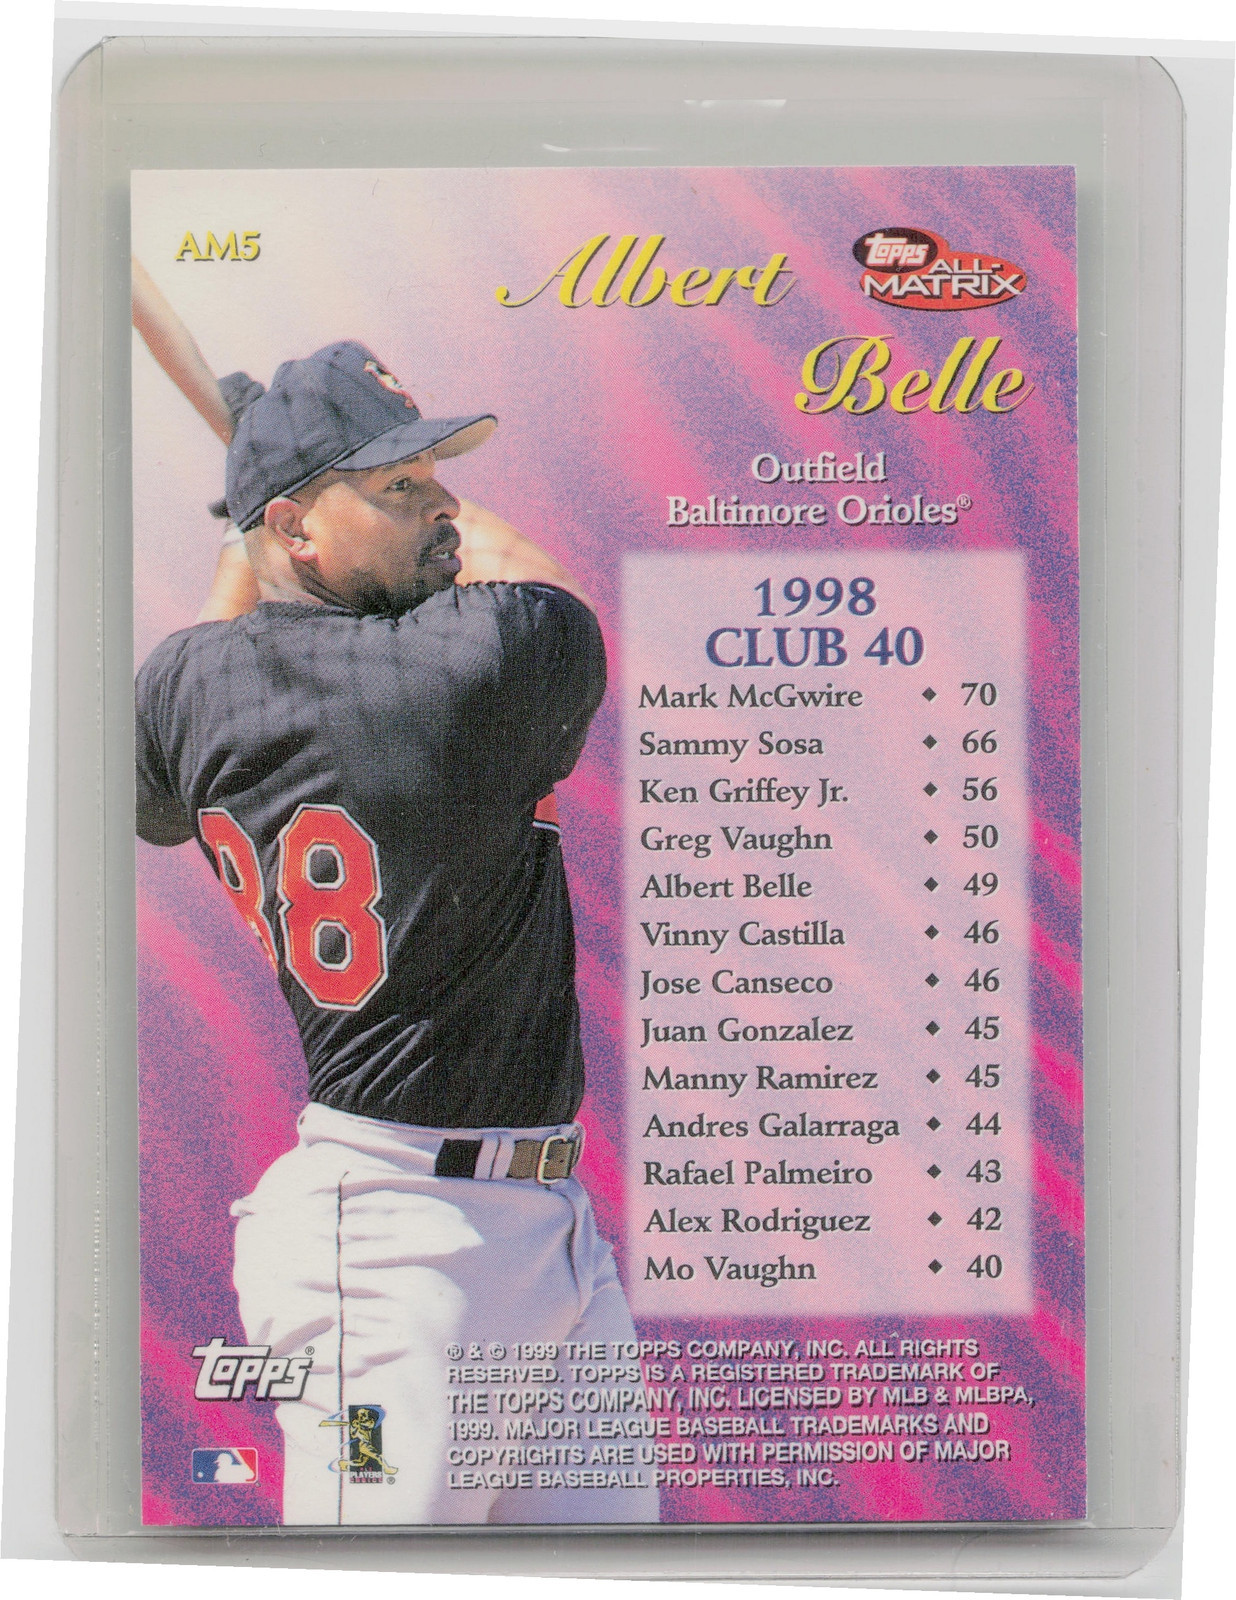 AM5
Albert
Belle
Topps
ALL-
MATRIX
Outfield
Baltimore Orioles®
1998
CLUB 40
Mark McGwire ◆ 70
Sammy Sosa ◆ 66
Ken Griffey Jr. ◆ 56
Greg Vaughn ◆ 50
Albert Belle ◆ 49
Vinny Castilla ◆ 46
Jose Canseco ◆ 46
Juan Gonzalez ◆ 45
Manny Ramirez ◆ 45
Andres Galarraga ◆ 44
Rafael Palmeiro ◆ 43
Alex Rodriguez ◆ 42
Mo Vaughn ◆ 40
88
Topps®
PLAYERS
CHOICE ®
® & © 1999 THE TOPPS COMPANY, INC. ALL RIGHTS
RESERVED. TOPPS IS A REGISTERED TRADEMARK OF
THE TOPPS COMPANY, INC. LICENSED BY MLB & MLBPA,
1999. MAJOR LEAGUE BASEBALL TRADEMARKS AND
COPYRIGHTS ARE USED WITH PERMISSION OF MAJOR
LEAGUE BASEBALL PROPERTIES, INC.